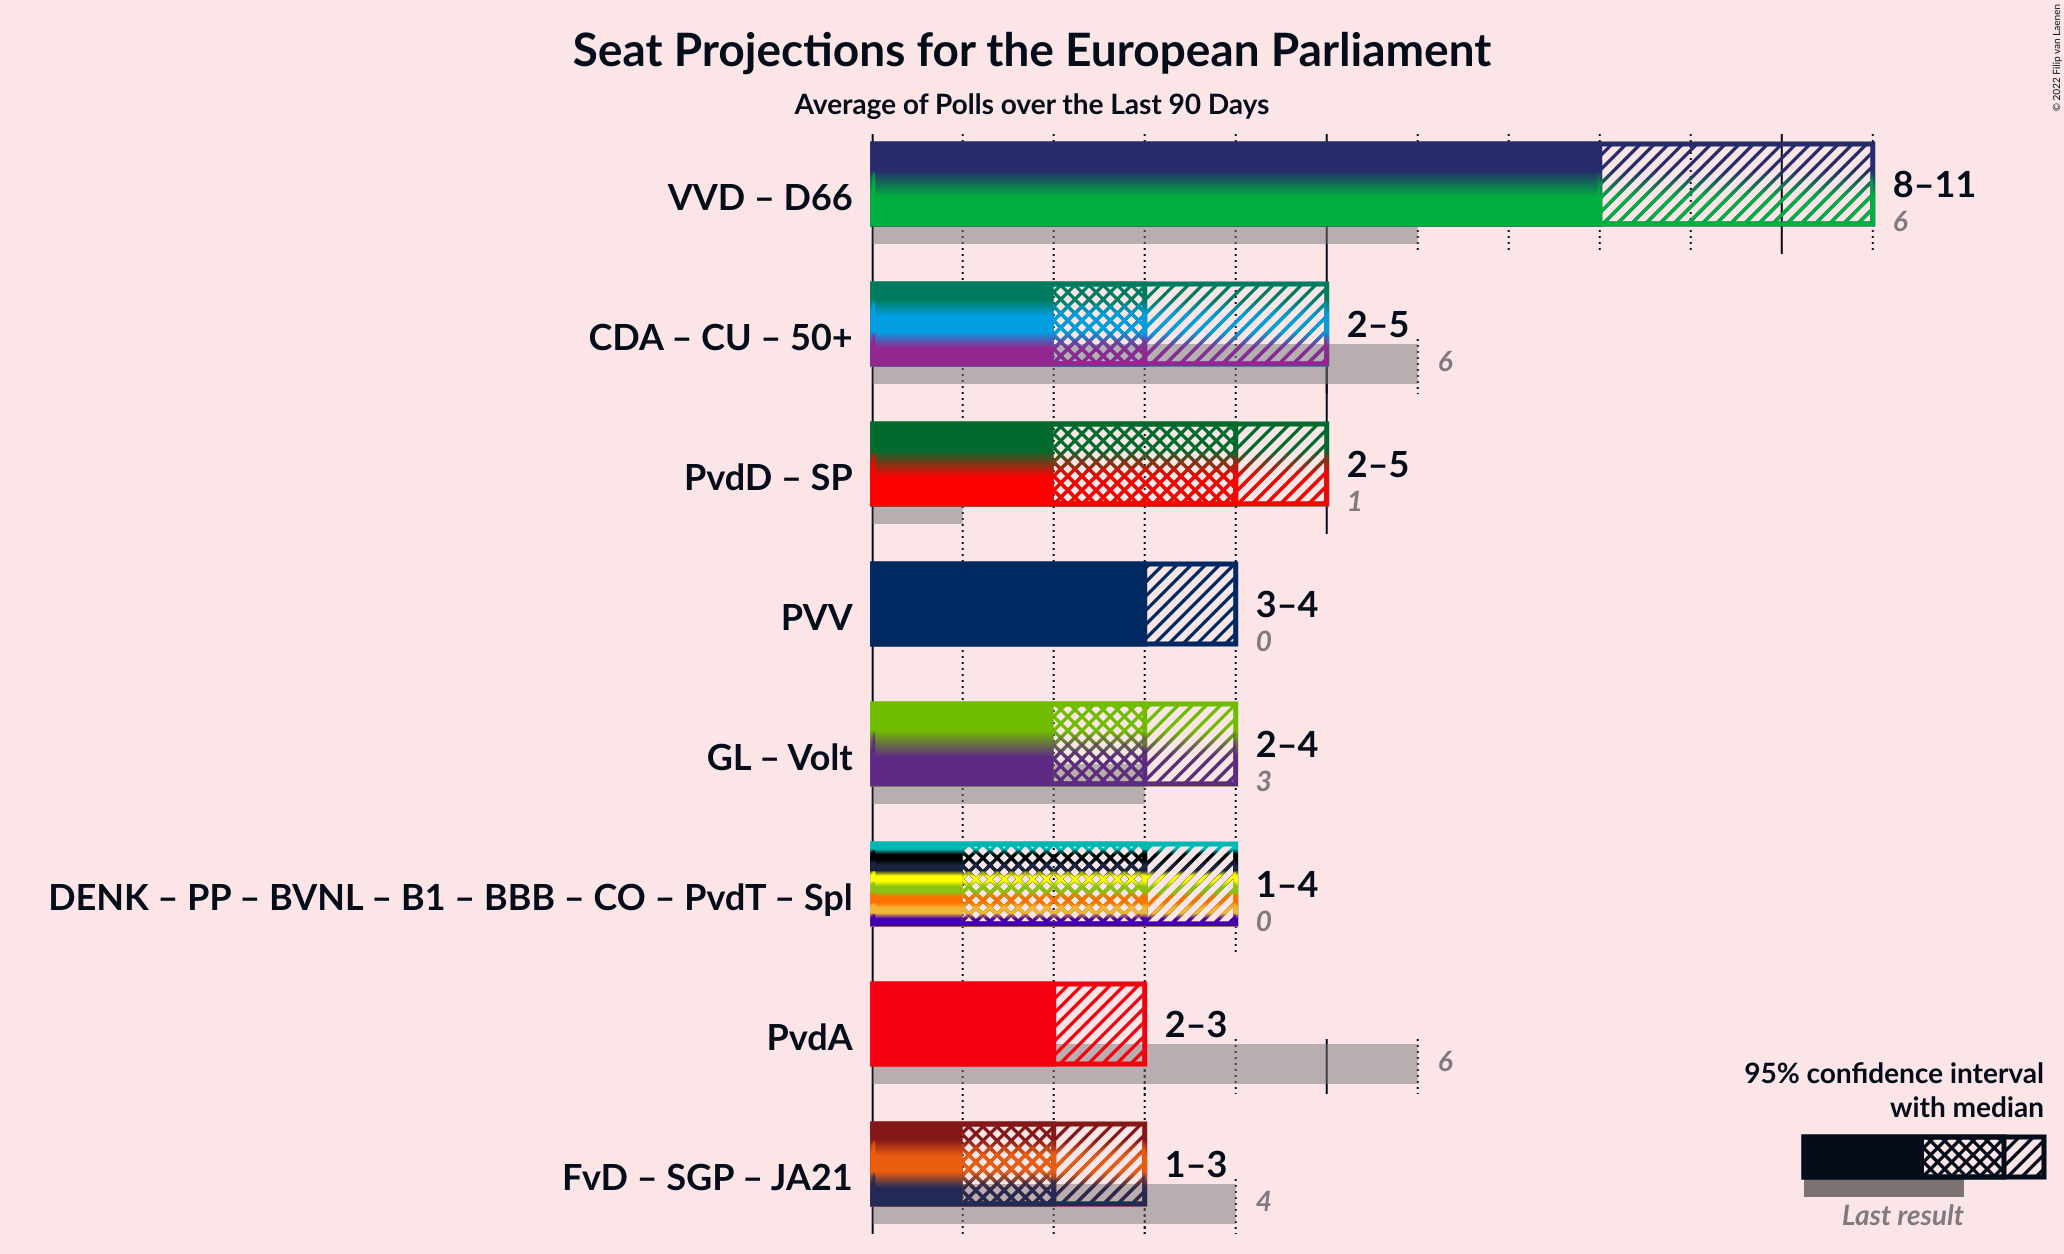 Seat Projections for the European Parliament
Average of Polls over the Last 90 Days
© 2022 Filip van Laenen
VVD – D66
8–11
6
CDA – CU – 50+
2–5
6
PvdD – SP
2–5
1
PVV
3–4
0
GL – Volt
2–4
3
DENK – PP – BVNL – B1 – BBB – CO – PvdT – Spl
1–4
0
PvdA
2–3
6
FvD – SGP – JA21
1–3
4
95% confidence interval
with median
Last result